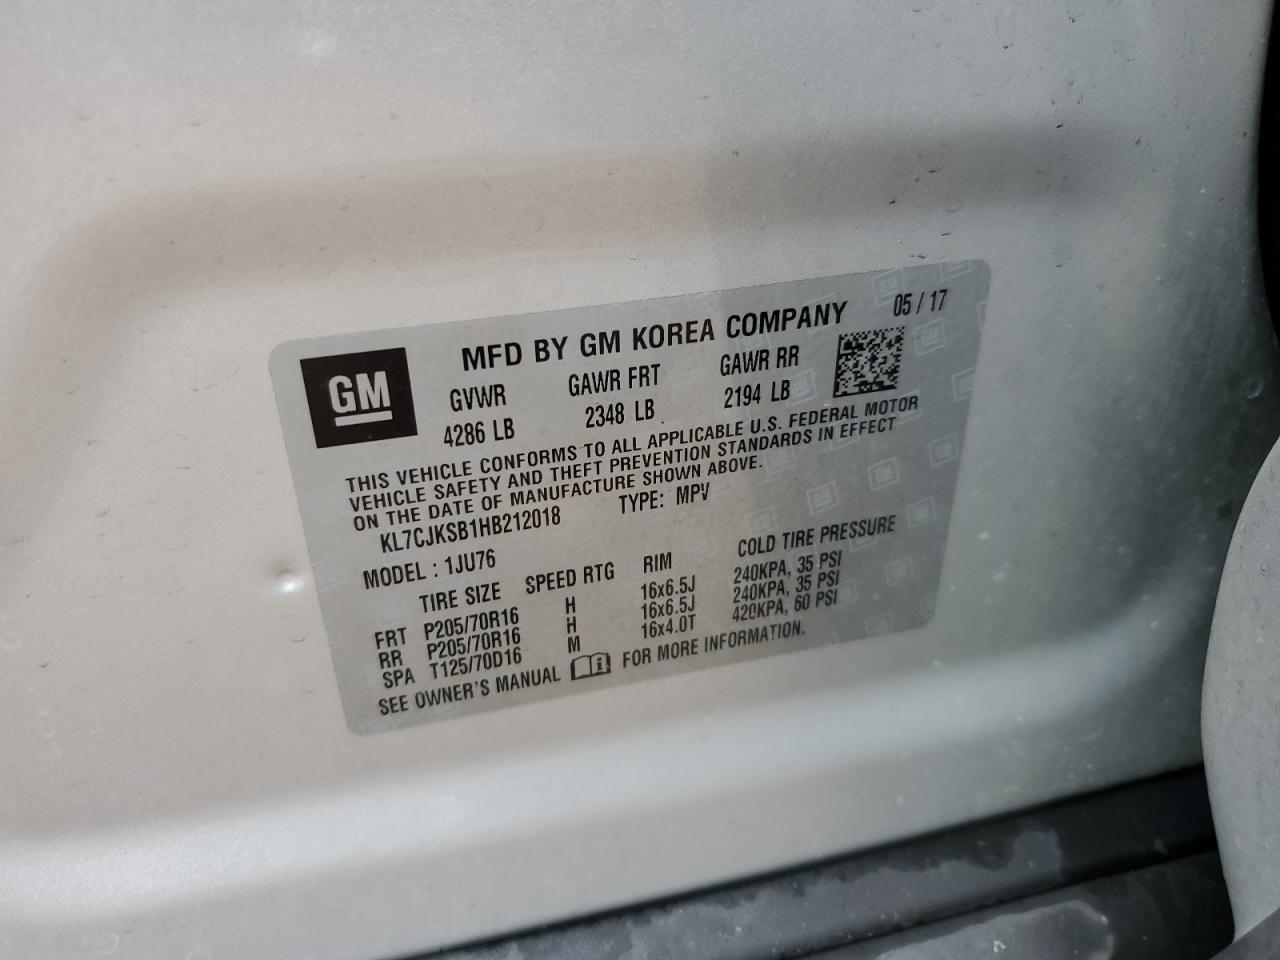 MFD BY GM KOREA COMPANY 05 / 17
GM
GVWR GAWR FRT GAWR RR
4286 LB 2348 LB 2194 LB
THIS VEHICLE CONFORMS TO ALL APPLICABLE U.S. FEDERAL MOTOR
VEHICLE SAFETY AND THEFT PREVENTION STANDARDS IN EFFECT
ON THE DATE OF MANUFACTURE SHOWN ABOVE.
KL7CJKSB1HB212018 TYPE: MPV
MODEL : 1JU76
TIRE SIZE SPEED RTG RIM COLD TIRE PRESSURE
FRT P205/70R16 H 16x6.5J 240KPA, 35 PSI
RR P205/70R16 H 16x6.5J 240KPA, 35 PSI
SPA T125/70D16 M 16x4.0T 420KPA, 60 PSI
SEE OWNER'S MANUAL i FOR MORE INFORMATION.